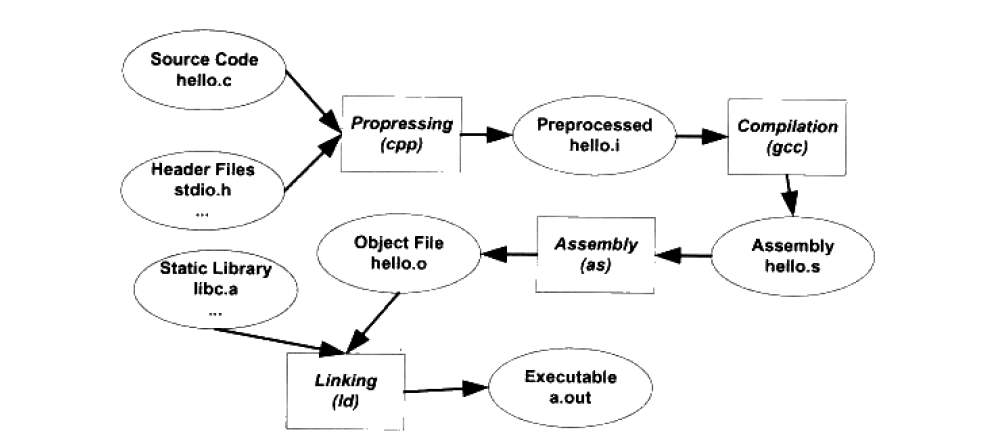 Source Code
hello.c
Header Files
stdio.h
...
Propressing
(cpp)
Preprocessed
hello.i
Compilation
(gcc)
Assembly
hello.s
Assembly
(as)
Object File
hello.o
Static Library
libc.a
...
Linking
(ld)
Executable
a.out